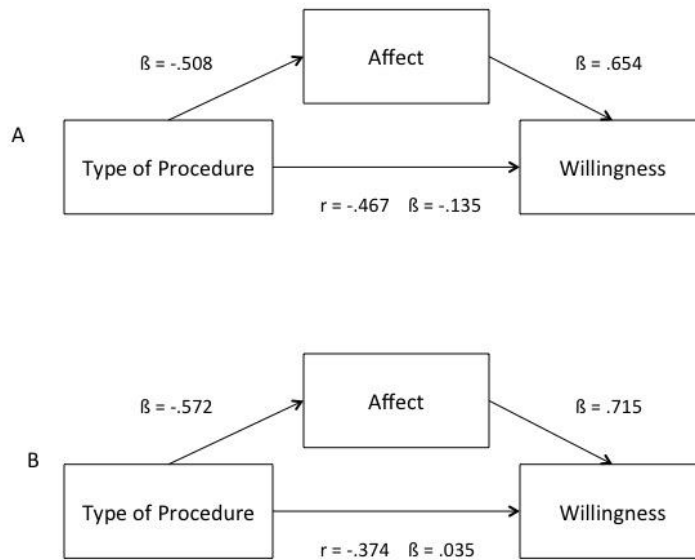 Affect
ß = -.508 ß = .654
A
Type of Procedure Willingness
r = -.467 ß = -.135
Affect
ß = -.572 ß = .715
B
Type of Procedure Willingness
r = -.374 ß = .035